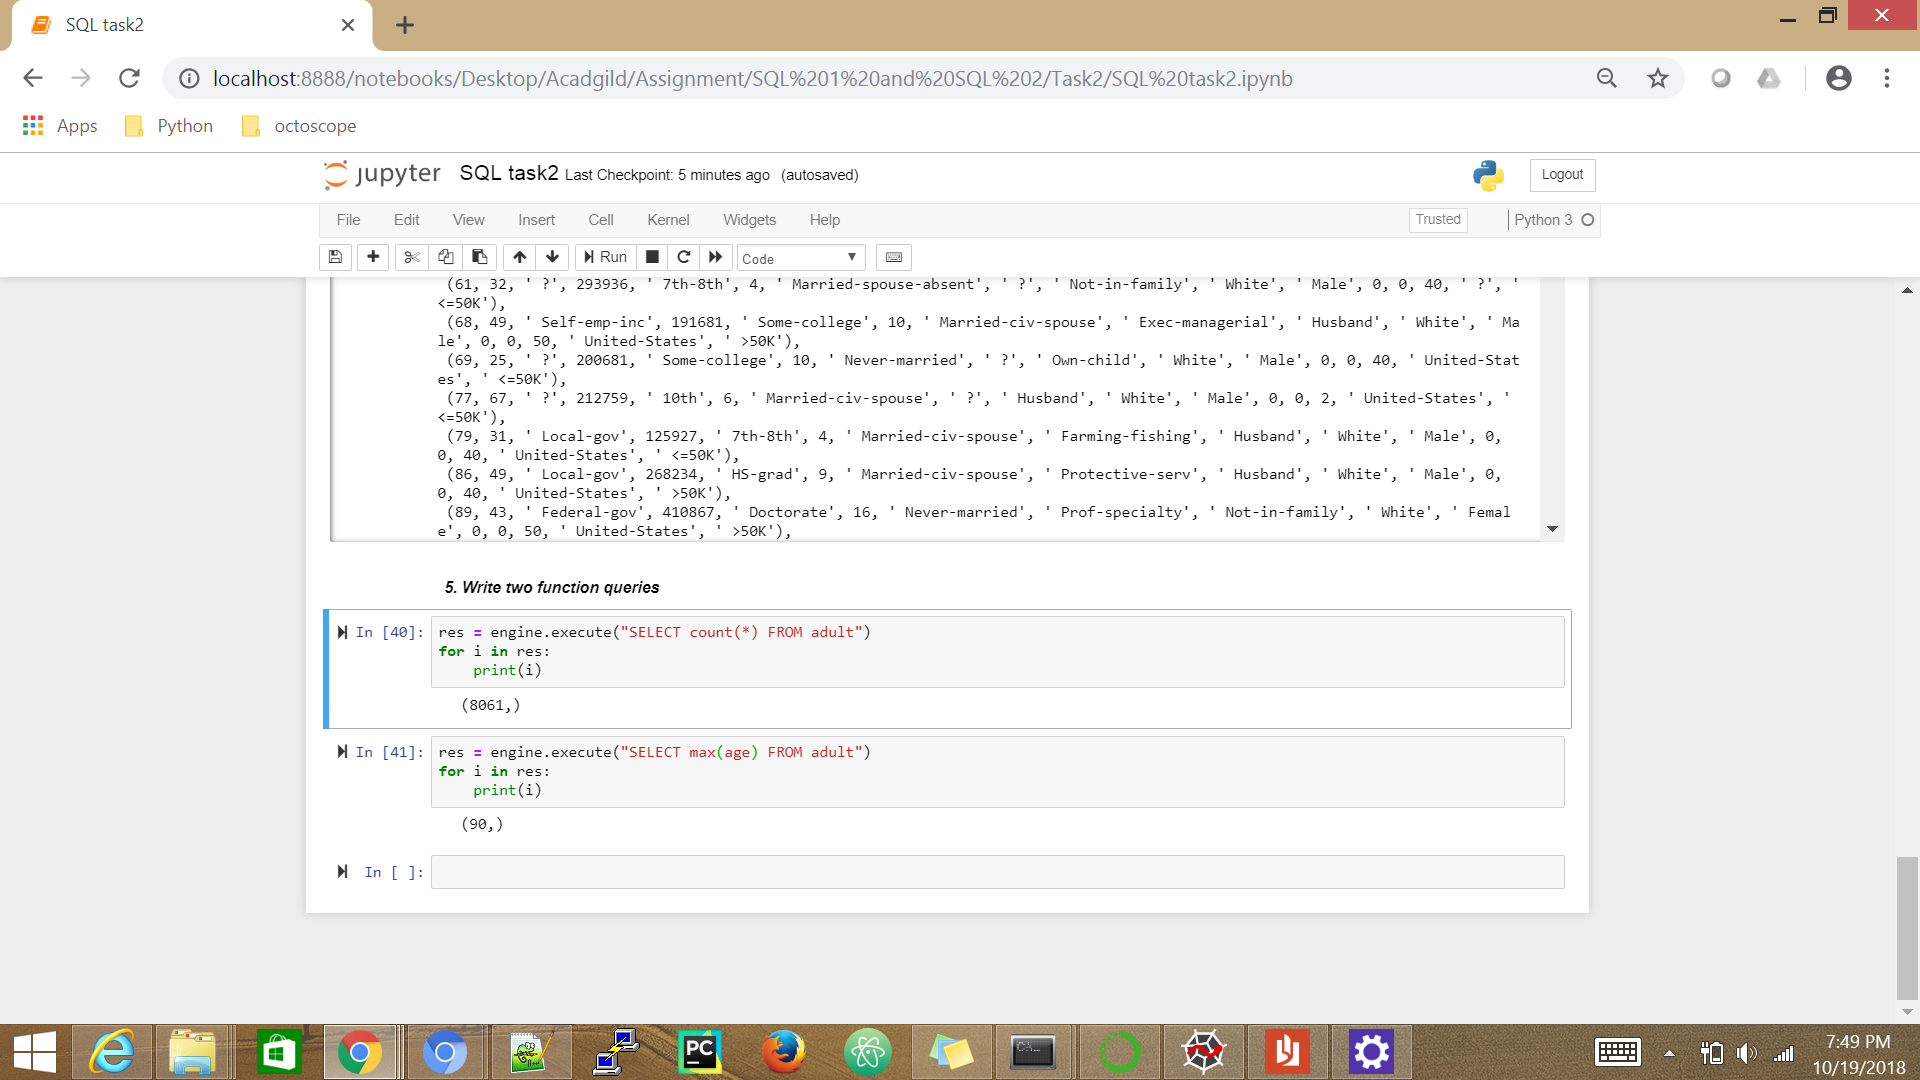 SQL task2
localhost:8888/notebooks/Desktop/Acadgild/Assignment/SQL%201%20and%20SQL%202/Task2/SQL%20task2.ipynb
Apps Python octoscope
jupyter SQL task2 Last Checkpoint: 5 minutes ago (autosaved) Logout
File Edit View Insert Cell Kernel Widgets Help Trusted Python 3
Run Code
(61, 32, ' ?', 293936, ' 7th-8th', 4, ' Married-spouse-absent', ' ?', ' Not-in-family', ' White', ' Male', 0, 0, 40, ' ?', '
<=50K'),
(68, 49, ' Self-emp-inc', 191681, ' Some-college', 10, ' Married-civ-spouse', ' Exec-managerial', ' Husband', ' White', ' Ma
le', 0, 0, 50, ' United-States', ' >50K'),
(69, 25, ' ?', 200681, ' Some-college', 10, ' Never-married', ' ?', ' Own-child', ' White', ' Male', 0, 0, 40, ' United-Stat
es', ' <=50K'),
(77, 67, ' ?', 212759, ' 10th', 6, ' Married-civ-spouse', ' ?', ' Husband', ' White', ' Male', 0, 0, 2, ' United-States', '
<=50K'),
(79, 31, ' Local-gov', 125927, ' 7th-8th', 4, ' Married-civ-spouse', ' Farming-fishing', ' Husband', ' White', ' Male', 0,
0, 40, ' United-States', ' <=50K'),
(86, 49, ' Local-gov', 268234, ' HS-grad', 9, ' Married-civ-spouse', ' Protective-serv', ' Husband', ' White', ' Male', 0,
0, 40, ' United-States', ' >50K'),
(89, 43, ' Federal-gov', 410867, ' Doctorate', 16, ' Never-married', ' Prof-specialty', ' Not-in-family', ' White', ' Femal
e', 0, 0, 50, ' United-States', ' >50K'),
5. Write two function queries
In [40]: res = engine.execute("SELECT count(*) FROM adult")
for i in res:
print(i)
(8061,)
In [41]: res = engine.execute("SELECT max(age) FROM adult")
for i in res:
print(i)
(90,)
In [ ]:
PC
7:49 PM
10/19/2018